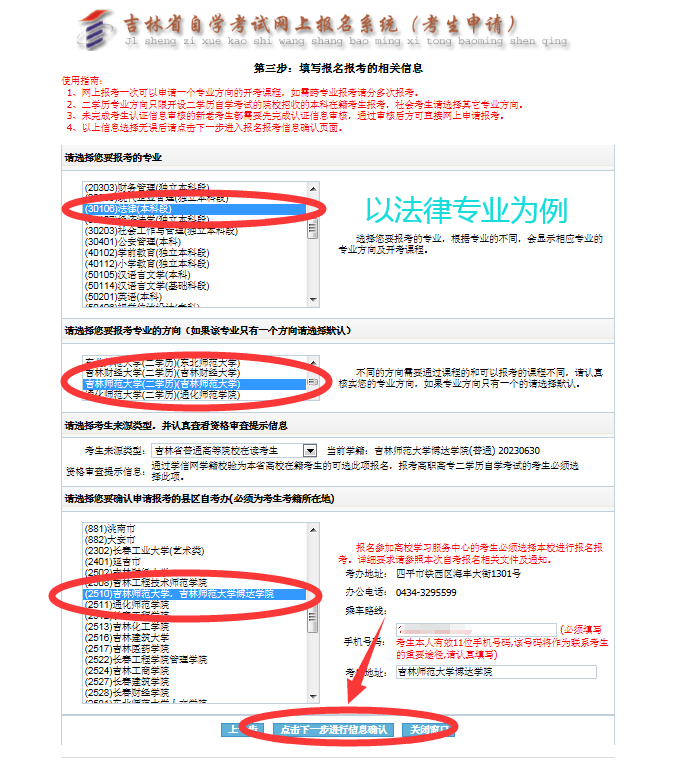 吉林省自学考试网上报名系统（考生申请）
Jl sheng zi xue kao shi wang shang bao ming xi tong baoming shen qing
第三步：填写报名报考的相关信息
使用指南：
1、网上报考一次可以申请一个专业方向的开考课程，如需跨专业报考请分多次报考。
2、二学历专业方向只限开设二学历自学考试的院校招收的本科在籍考生报考，社会考生请选择其它专业方向。
3、未完成考生认证信息审核的新老考生都需要先完成认证信息审核，通过审核后方可直接网上申请报考。
4、以上信息选择无误后请点击下一步进入报名报考信息确认页面。
请选择您要报考的专业
(20303)财务管理(独立本科段)
(30106)法律(本科段)
(30203)社会工作与管理(独立本科段)
(30401)公安管理(本科)
(40102)学前教育(独立本科段)
(40112)小学教育(独立本科段)
(50105)汉语言文学(本科)
(50114)汉语言文学(基础科段)
(50201)英语(本科)
以法律专业为例
选择您要报考的专业，根据专业的不同，会显示相应专业的
专业方向及开考课程。
请选择您要报考专业的方向（如果该专业只有一个方向请选择默认）
吉林财经大学(二学历)(吉林财经大学)
吉林师范大学(二学历)(吉林师范大学)
通化师范学院(二学历)(通化师范学院)
不同的方向需要通过课程的和可以报考的课程不同，请认真
核实您的专业方向，如果专业方向只有一个的请选择默认。
请选择考生来源类型，并认真查看资格审查提示信息
考生来源类型： 吉林省普通高等院校在读考生 当前学籍：吉林师范大学博达学院(普通) 20230630
资格审查提示信息： 通过学信网学籍校验为本省高校在籍考生的可选此项报名，报考高职高专二学历自学考试的考生必须选
择此项。
请选择您要确认申请报考的县区自考办(必须为考生考籍所在地)
(881)洮南市
(882)大安市
(2302)长春工业大学(艺术类)
(2401)延吉市
(2508)吉林工程技术师范学院
(2510)吉林师范大学，吉林师范大学博达学院
(2511)通化师范学院
(2513)吉林化工学院
(2516)吉林建筑大学
(2517)吉林医药学院
(2522)长春工程学院管理学院
(2524)吉林工商学院
(2527)长春建筑学院
(2528)长春财经学院
报名参加高校学习服务中心的考生必须选择本校进行报名报
考。详细要求请参照本次自考报名相关文件及通知。
考办地址： 四平市铁西区海丰大街1301号
办公电话： 0434-3295599
乘车路线：
(必须填写
手机号码： 考生本人有效11位手机号码,该号码将作为联系考生
的重要途径,请认真填写)
地址： 吉林师范大学博达学院
点击下一步进行信息确认
关闭窗口